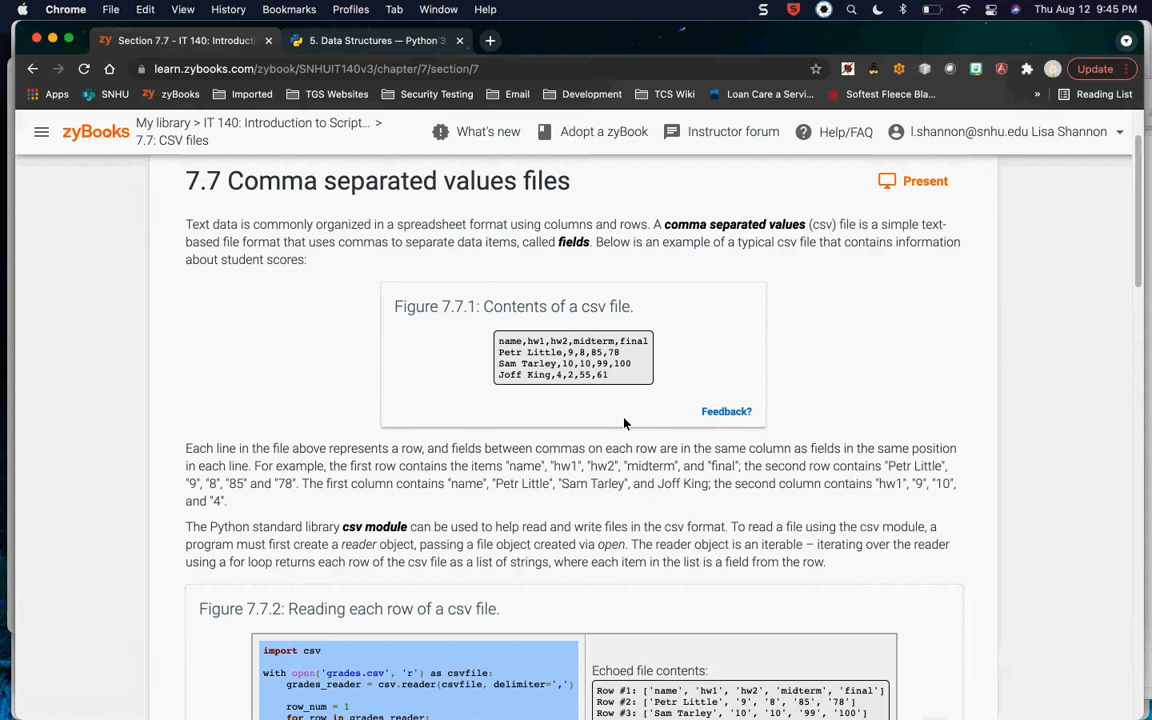 Chrome File Edit View History Bookmarks Profiles Tab Window Help Thu Aug 12 9:45 PM
zy Section 7.7 - IT 140: Introducti 5. Data Structures — Python 3
learn.zybooks.com/zybook/SNHUIT140v3/chapter/7/section/7 Update
Apps SNHU zy zyBooks Imported TGS Websites Security Testing Email Development TCS Wiki Loan Care a Servi... Softest Fleece Bla... » Reading List
zyBooks My library > IT 140: Introduction to Script... > What's new Adopt a zyBook Instructor forum Help/FAQ l.shannon@snhu.edu Lisa Shannon
7.7: CSV files
7.7 Comma separated values files
Present
Text data is commonly organized in a spreadsheet format using columns and rows. A comma separated values (csv) file is a simple text-
based file format that uses commas to separate data items, called fields. Below is an example of a typical csv file that contains information
about student scores:
Figure 7.7.1: Contents of a csv file.
name,hw1,hw2,midterm,final
Petr Little,9,8,85,78
Sam Tarley,10,10,99,100
Joff King,4,2,55,61
Feedback?
Each line in the file above represents a row, and fields between commas on each row are in the same column as fields in the same position
in each line. For example, the first row contains the items "name", "hw1", "hw2", "midterm", and "final"; the second row contains "Petr Little",
"9", "8", "85" and "78". The first column contains "name", "Petr Little", "Sam Tarley", and Joff King; the second column contains "hw1", "9", "10",
and "4".
The Python standard library csv module can be used to help read and write files in the csv format. To read a file using the csv module, a
program must first create a reader object, passing a file object created via open. The reader object is an iterable – iterating over the reader
using a for loop returns each row of the csv file as a list of strings, where each item in the list is a field from the row.
Figure 7.7.2: Reading each row of a csv file.
import csv
with open('grades.csv', 'r') as csvfile:
grades_reader = csv.reader(csvfile, delimiter=',')
row_num = 1
for row in grades_reader:
Echoed file contents:
Row #1: ['name', 'hw1', 'hw2', 'midterm', 'final']
Row #2: ['Petr Little', '9', '8', '85', '78']
Row #3: ['Sam Tarley', '10', '10', '99', '100']